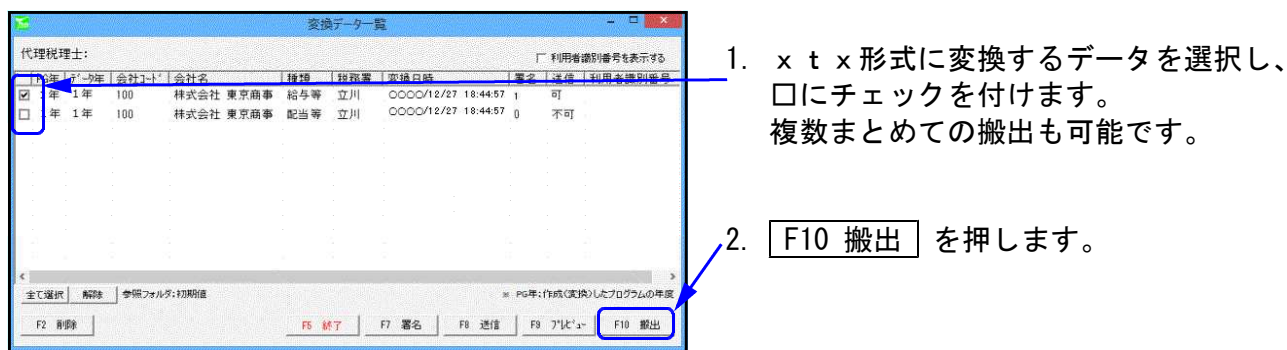 変換データ一覧
代理税理士:
利用者識別番号を表示する
PG年 データ年 会社コード 会社名 種類 税務署 変換日時 署名 送信 利用者識別番号
年 1年 100 株式会社 東京商事 給与等 立川 〇〇〇〇/12/27 18:44:57 1 可
年 1年 100 株式会社 東京商事 配当等 立川 〇〇〇〇/12/27 18:44:57 0 不可
全て選択 解除 参照フォルダ:初期値 ※ PG年:作成(変換)したプログラムの年度
F2 削除 F5 終了 F7 署名 F8 送信 F9 プレビュー F10 搬出
1. xtx形式に変換するデータを選択し、
□にチェックを付けます。
複数まとめての搬出も可能です。
2. F10 搬出 を押します。